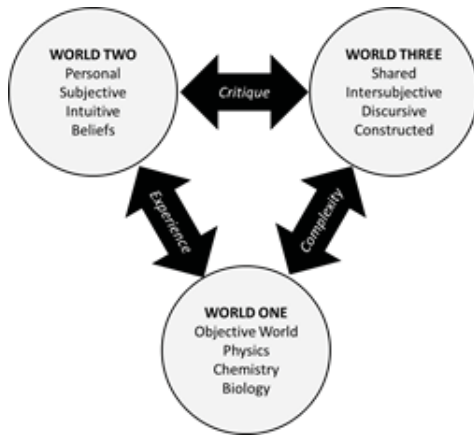 WORLD TWO
Personal
Subjective
Intuitive
Beliefs
Critique
WORLD THREE
Shared
Intersubjective
Discursive
Constructed
Experience
Complexity
WORLD ONE
Objective World
Physics
Chemistry
Biology